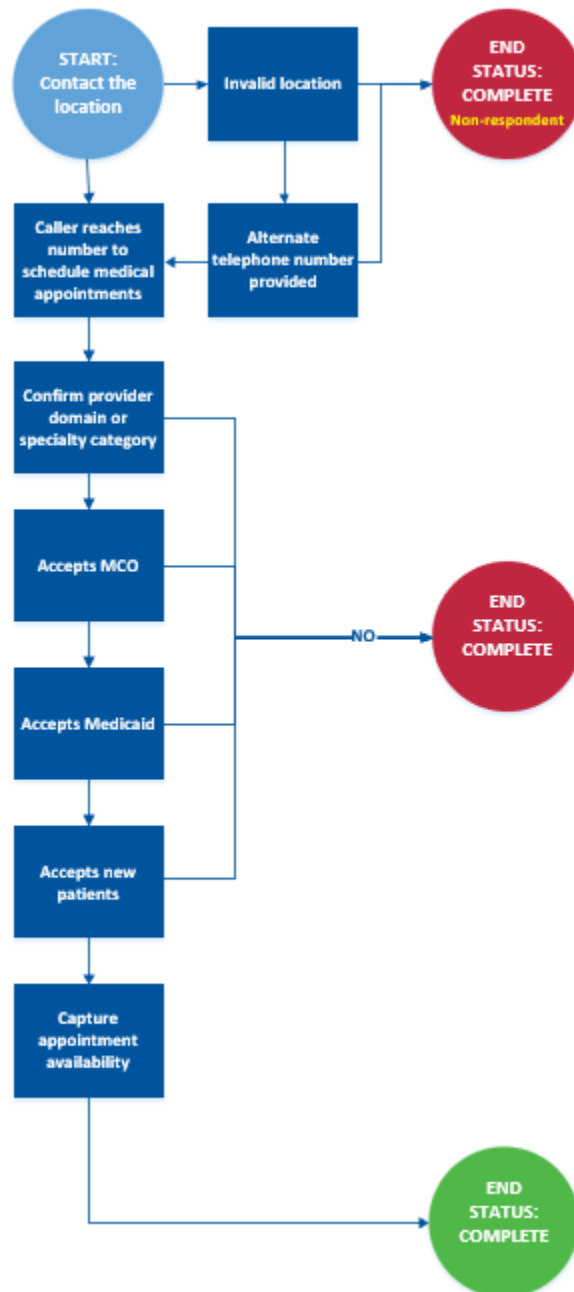 START:
Contact the
location
Invalid location
END
STATUS:
COMPLETE
Non-respondent
Caller reaches
number to
schedule medical
appointments
Alternate
telephone number
provided
Confirm provider
domain or
specialty category
Accepts MCO
NO
END
STATUS:
COMPLETE
Accepts Medicaid
Accepts new
patients
Capture
appointment
availability
END
STATUS:
COMPLETE